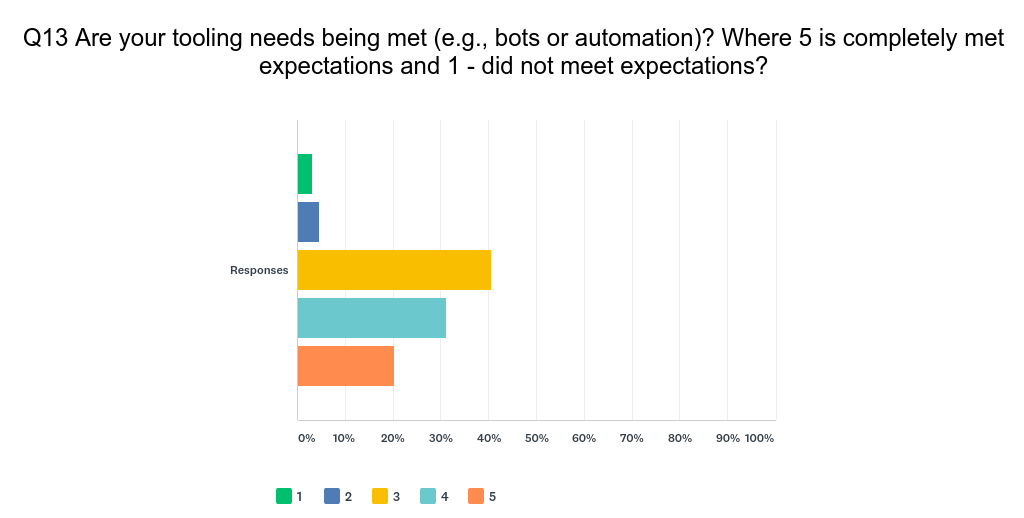 Q13 Are your tooling needs being met (e.g., bots or automation)? Where 5 is completely met
expectations and 1 - did not meet expectations?
Responses
0% 10% 20% 30% 40% 50% 60% 70% 80% 90% 100%
1 2 3 4 5